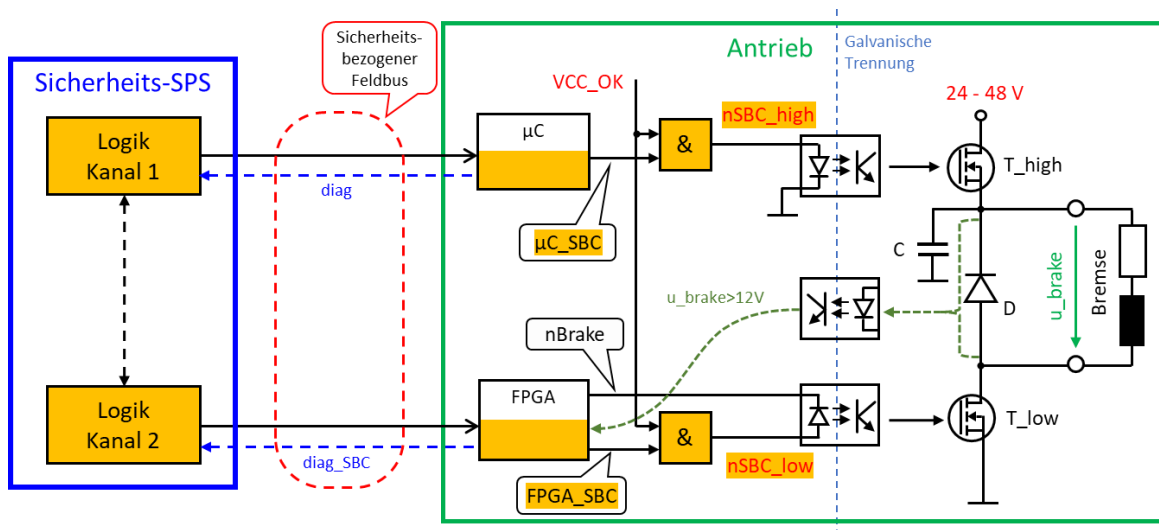 Sicherheits-
bezogener
Feldbus
Antrieb
Galvanische
Trennung
Sicherheits-SPS
VCC_OK
24 - 48 V
nSBC_high
Logik
Kanal 1
µC
&
T_high
diag
µC_SBC
C
u_brake>12V
D
u_brake
Bremse
nBrake
Logik
Kanal 2
FPGA
&
T_low
diag_SBC
nSBC_low
FPGA_SBC